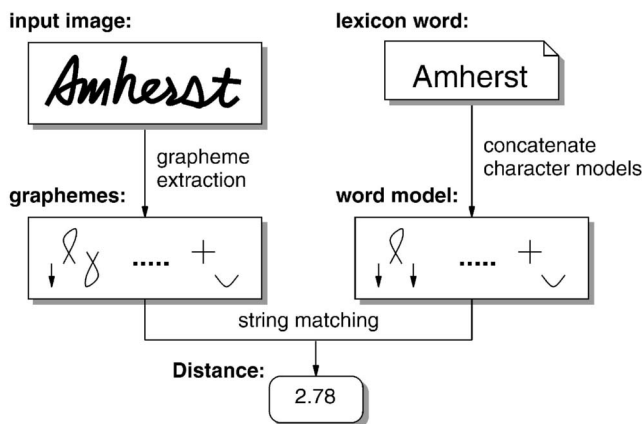 input image:
lexicon word:
Amherst
Amherst
grapheme
extraction
concatenate
character models
graphemes:
word model:
.....
.....
string matching
Distance:
2.78